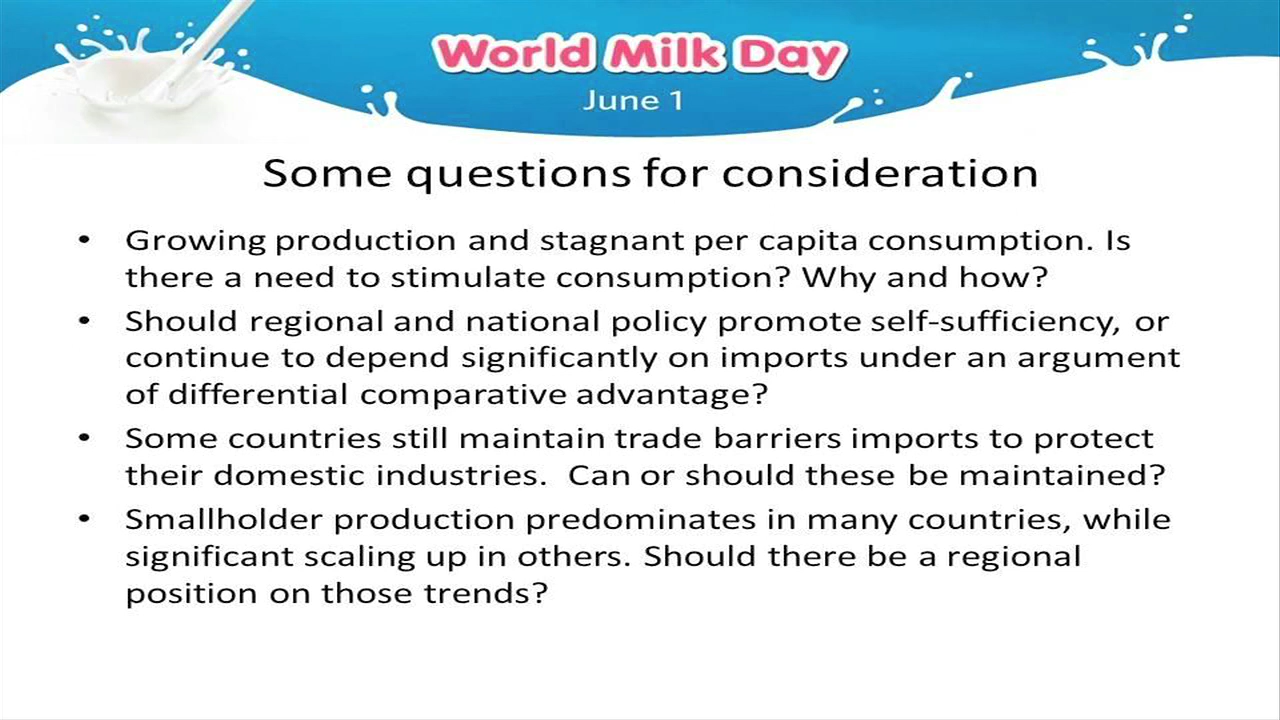 World Milk Day
June 1
Some questions for consideration
• Growing production and stagnant per capita consumption. Is
there a need to stimulate consumption? Why and how?
• Should regional and national policy promote self-sufficiency, or
continue to depend significantly on imports under an argument
of differential comparative advantage?
• Some countries still maintain trade barriers imports to protect
their domestic industries.  Can or should these be maintained?
• Smallholder production predominates in many countries, while
significant scaling up in others. Should there be a regional
position on those trends?